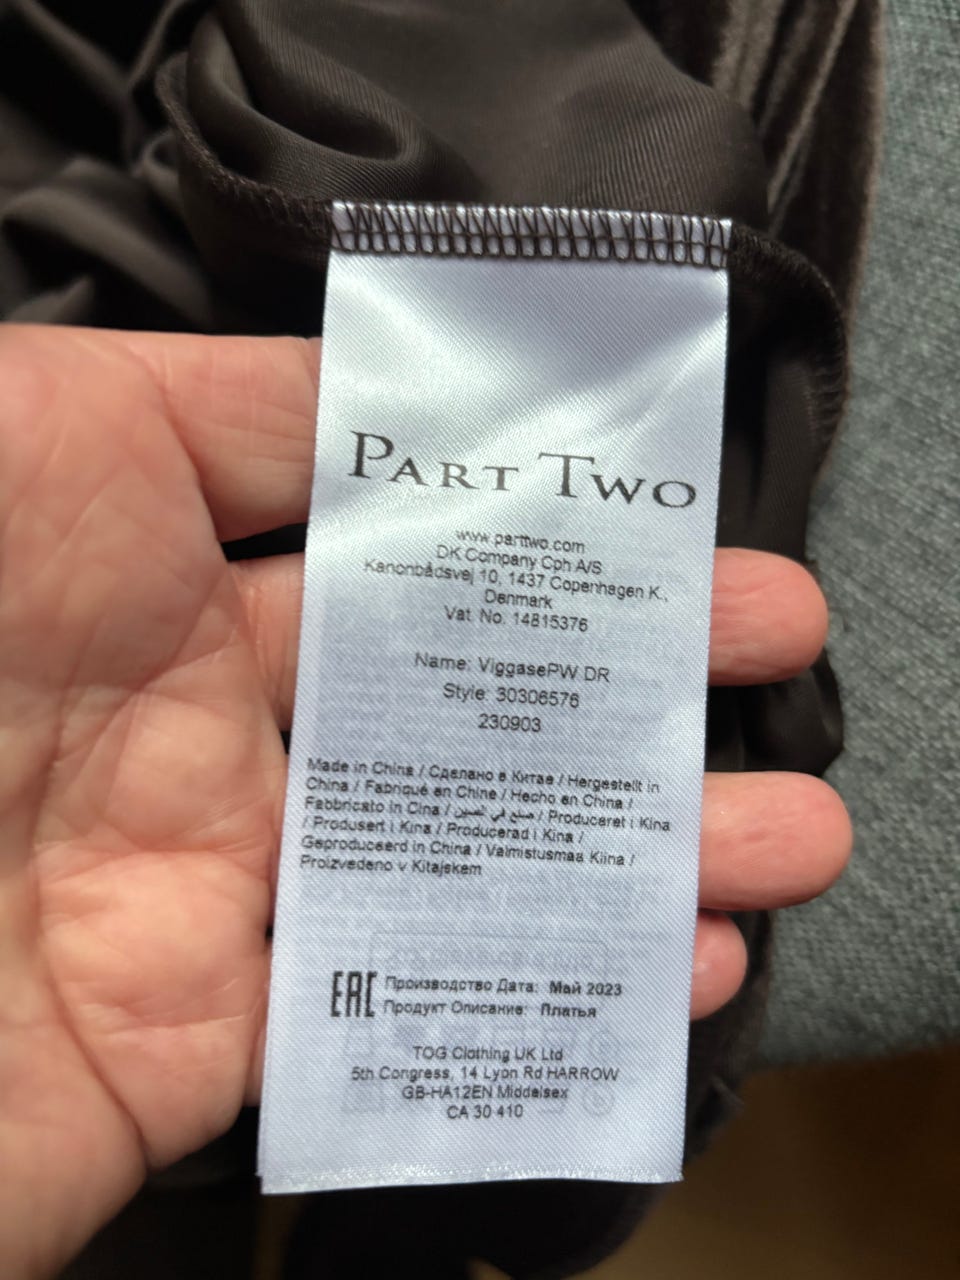 PART TWO
www.parttwo.com
DK Company Cph A/S
Kanonbådsvej 10, 1437 Copenhagen K.,
Denmark
Vat. No. 14815376
Name: ViggasePW DR
Style: 30306576
230903
Made in China / Сделано в Китае / Hergestellt in
China / Fabriqué en Chine / Hecho en China /
Fabbricato in Cina / صنع في الصين / Produceret i Kina
/ Produsert i Kina / Producerad i Kina /
Geproduceerd in China / Valmistusmaa Kiina /
Proizvedeno v Kitajskem
EAC Производство Дата: Май 2023
Продукт Описание: Платья
TOG Clothing UK Ltd
5th Congress, 14 Lyon Rd HARROW
GB-HA12EN Middelsex
CA 30 410